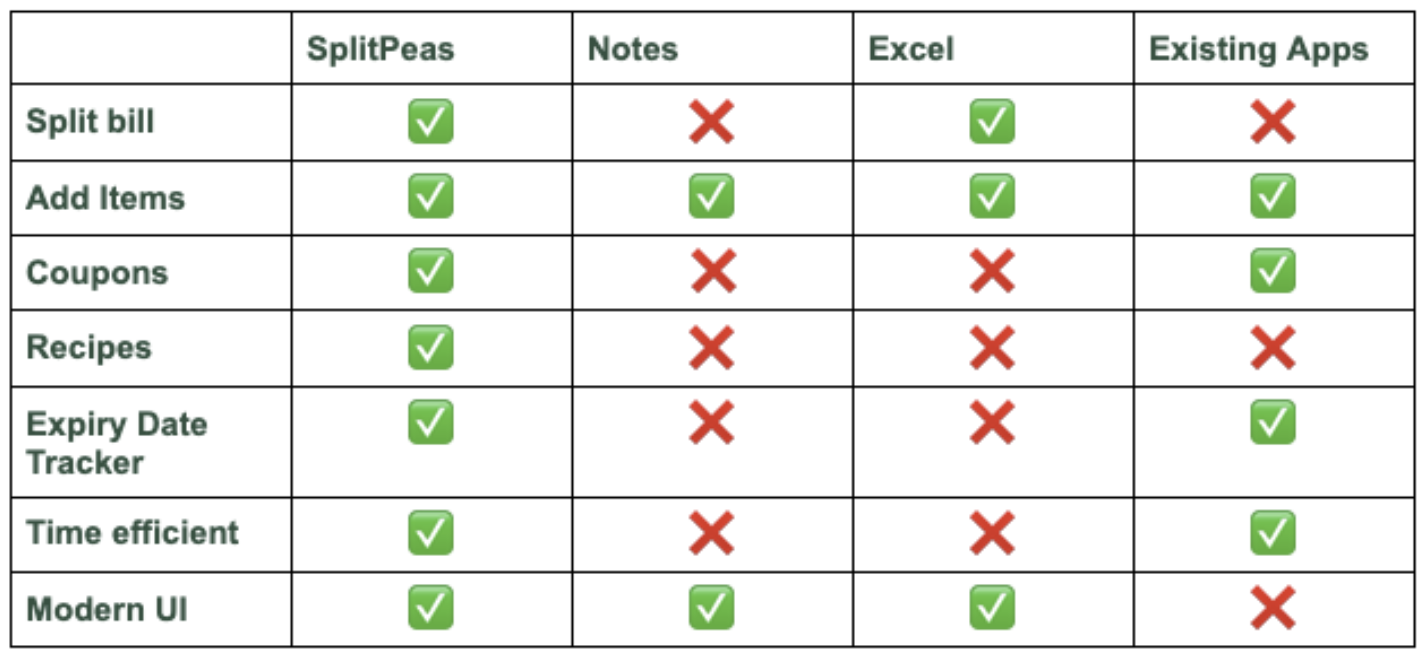 SplitPeas Notes Excel Existing Apps
Split bill ✅ ❌ ✅ ❌
Add Items ✅ ✅ ✅ ✅
Coupons ✅ ❌ ❌ ✅
Recipes ✅ ❌ ❌ ❌
Expiry Date ✅ ❌ ❌ ✅
Tracker
Time efficient ✅ ❌ ❌ ✅
Modern UI ✅ ✅ ✅ ❌